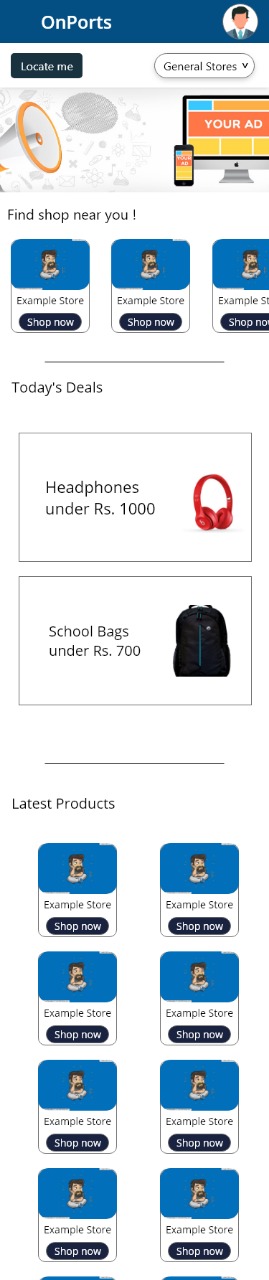 OnPorts
Locate me
General Stores
YOUR AD
YOUR
AD
Find shop near you !
Example Store
Example Store
Example St
Shop now
Shop now
Shop now
Today's Deals
Headphones
under Rs. 1000
School Bags
under Rs. 700
Latest Products
Example Store
Example Store
Shop now
Shop now
Example Store
Example Store
Shop now
Shop now
Example Store
Example Store
Shop now
Shop now
Example Store
Example Store
Shop now
Shop now